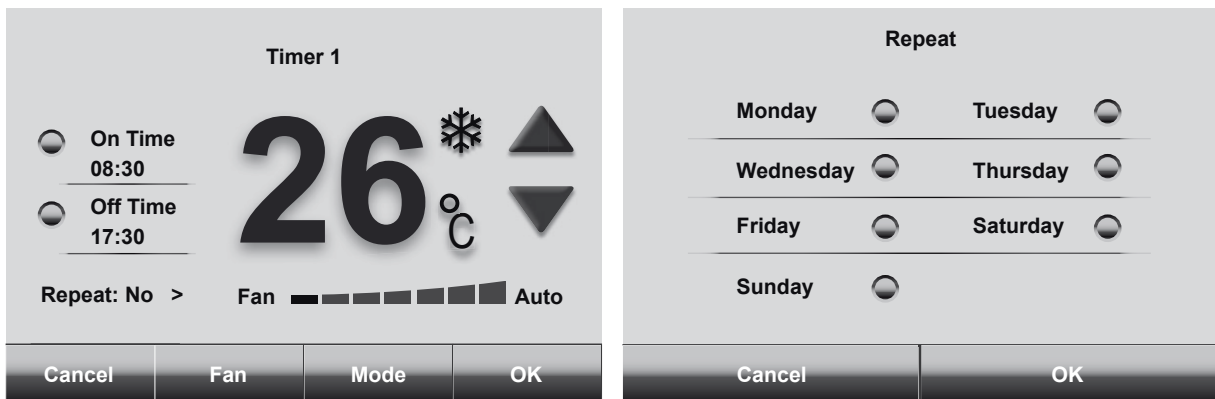 Timer 1
On Time
08:30
Off Time
17:30
26 °C
Repeat: No >
Fan Auto
Cancel Fan Mode OK
Repeat
Monday Tuesday
Wednesday Thursday
Friday Saturday
Sunday
Cancel OK